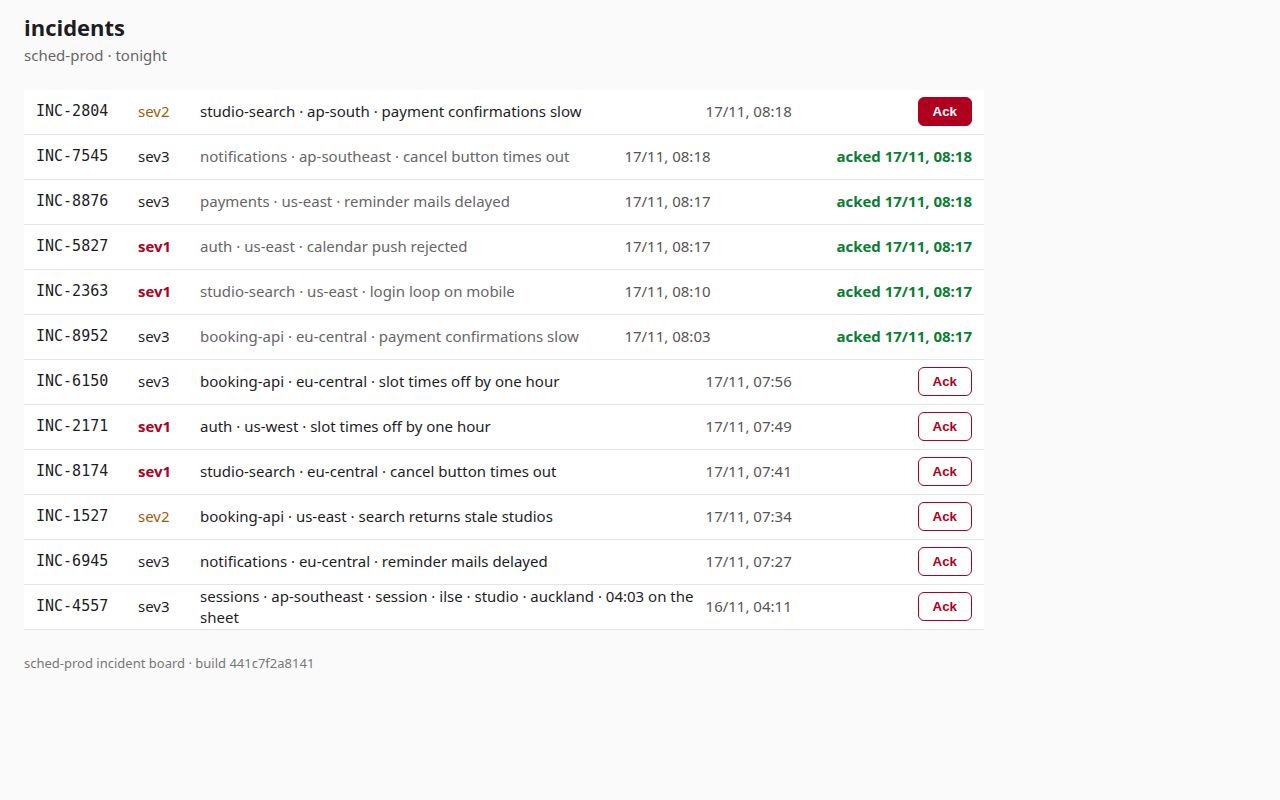 incidents
sched-prod · tonight
INC-2804 sev2 studio-search · ap-south · payment confirmations slow 17/11, 08:18 Ack
INC-7545 sev3 notifications · ap-southeast · cancel button times out 17/11, 08:18 acked 17/11, 08:18
INC-8876 sev3 payments · us-east · reminder mails delayed 17/11, 08:17 acked 17/11, 08:18
INC-5827 sev1 auth · us-east · calendar push rejected 17/11, 08:17 acked 17/11, 08:17
INC-2363 sev1 studio-search · us-east · login loop on mobile 17/11, 08:10 acked 17/11, 08:17
INC-8952 sev3 booking-api · eu-central · payment confirmations slow 17/11, 08:03 acked 17/11, 08:17
INC-6150 sev3 booking-api · eu-central · slot times off by one hour 17/11, 07:56 Ack
INC-2171 sev1 auth · us-west · slot times off by one hour 17/11, 07:49 Ack
INC-8174 sev1 studio-search · eu-central · cancel button times out 17/11, 07:41 Ack
INC-1527 sev2 booking-api · us-east · search returns stale studios 17/11, 07:34 Ack
INC-6945 sev3 notifications · eu-central · reminder mails delayed 17/11, 07:27 Ack
INC-4557 sev3 sessions · ap-southeast · session · ilse · studio · auckland · 04:03 on the 16/11, 04:11 Ack
sheet
sched-prod incident board · build 441c7f2a8141